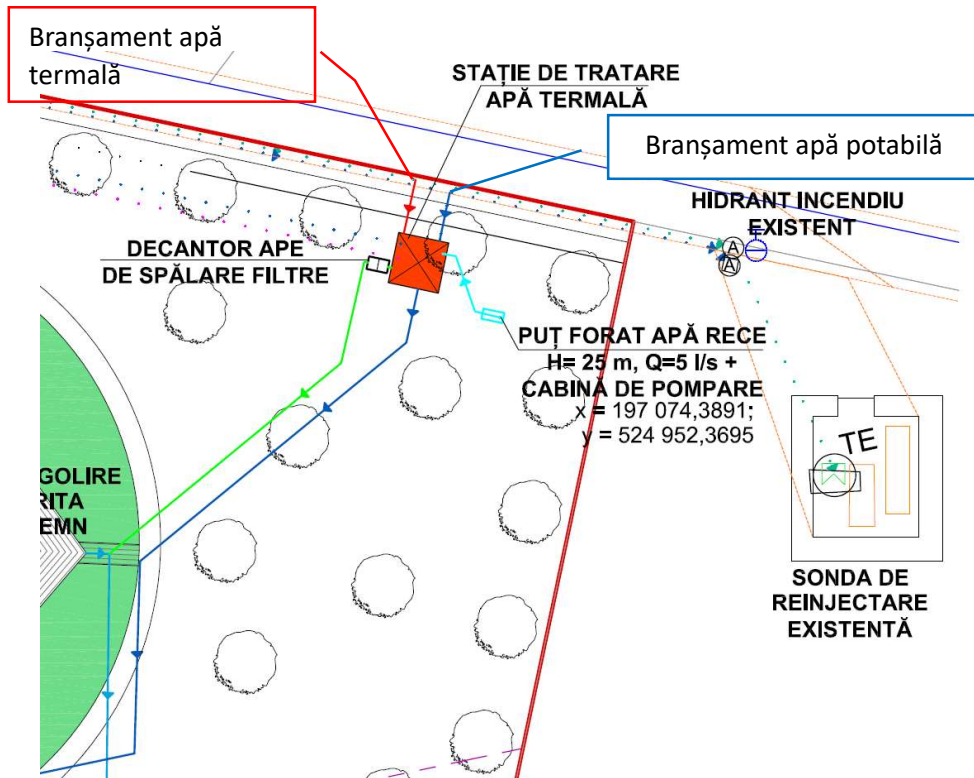 Branșament apă
termală
STAȚIE DE TRATARE
APĂ TERMALĂ
Branșament apă potabilă
HIDRANT INCENDIU
EXISTENT
A
A
DECANTOR APE
DE SPĂLARE FILTRE
PUȚ FORAT APĂ RECE
H= 25 m, Q=5 l/s +
CABINĂ DE POMPARE
x = 197 074,3891;
y = 524 952,3695
TE
GOLIRE
RITA
EMN
SONDA DE
REINJECTARE
EXISTENTĂ